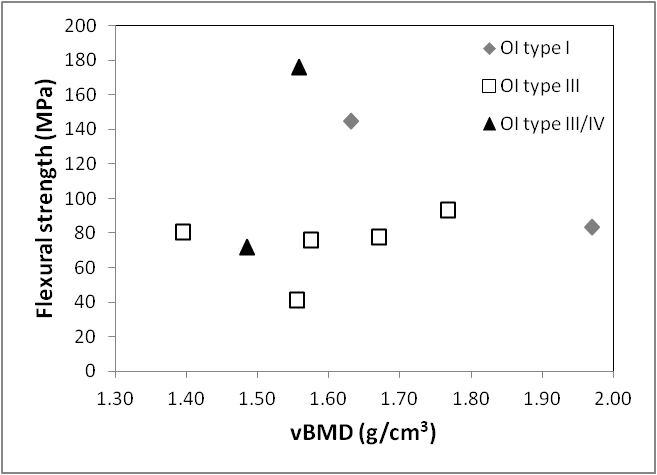 200
180
160
140
120
100
80
60
40
20
0
Flexural strength (MPa)
OI type I
OI type III
OI type III/IV
1.30 1.40 1.50 1.60 1.70 1.80 1.90 2.00
vBMD (g/cm³)